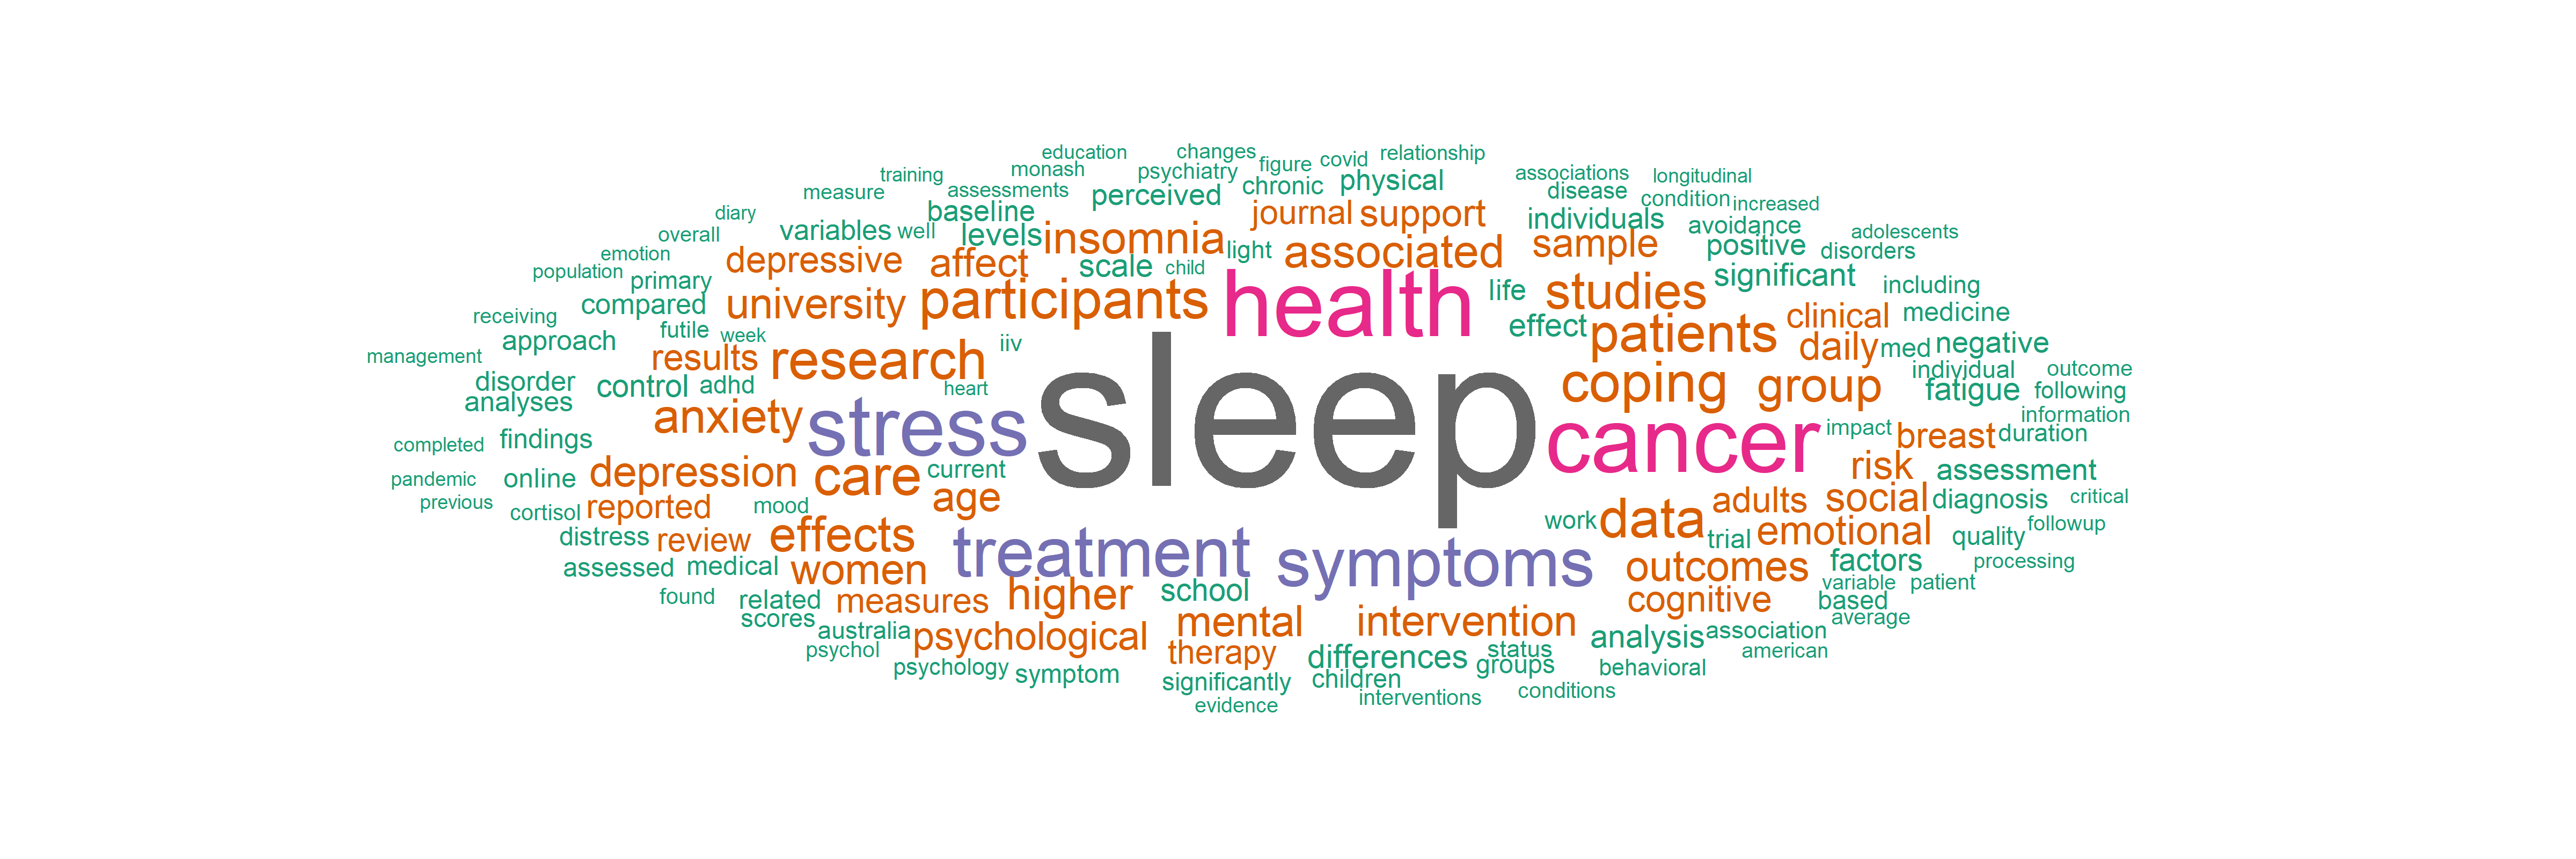 education changes figure covid relationship
training monash psychiatry associations longitudinal
measure assessments perceived chronic physical disease condition increased
diary baseline journal support individuals avoidance
overall variables well levels insomnia light associated sample positive adolescents
emotion depressive affect scale child disorders
population primary significant
compared university participants health life studies including
receiving futile week effect patients clinical medicine
approach iiv daily med negative
management results research
disorder control adhd heart sleep coping group individual outcome
analyses fatigue following
anxiety stress cancer impact breast duration information
completed findings
pandemic online depression care current risk assessment
previous cortisol reported mood age adults social diagnosis critical
distress review effects work data trial emotional quality followup
assessed medical women treatment symptoms outcomes factors processing
found related measures higher school cognitive variable patient
scores based
australia psychological mental intervention analysis association average
psychol therapy differences status american
psychology symptom significantly children groups behavioral
evidence interventions conditions